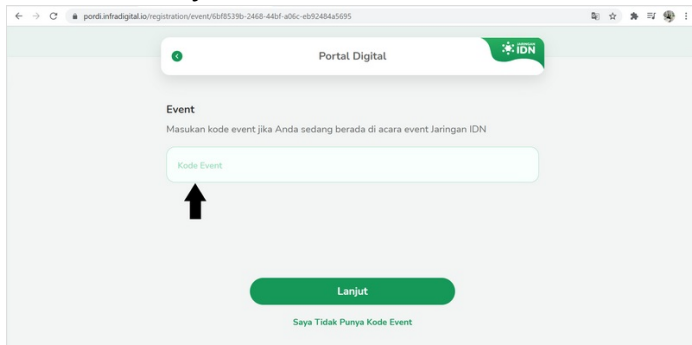 pordi.infradigital.io/registration/event/6bf8539b-2468-44bf-a06c-eb92484a5695
Portal Digital
JARINGAN
IDN
Event
Masukan kode event jika Anda sedang berada di acara event Jaringan IDN
Kode Event
Lanjut
Saya Tidak Punya Kode Event